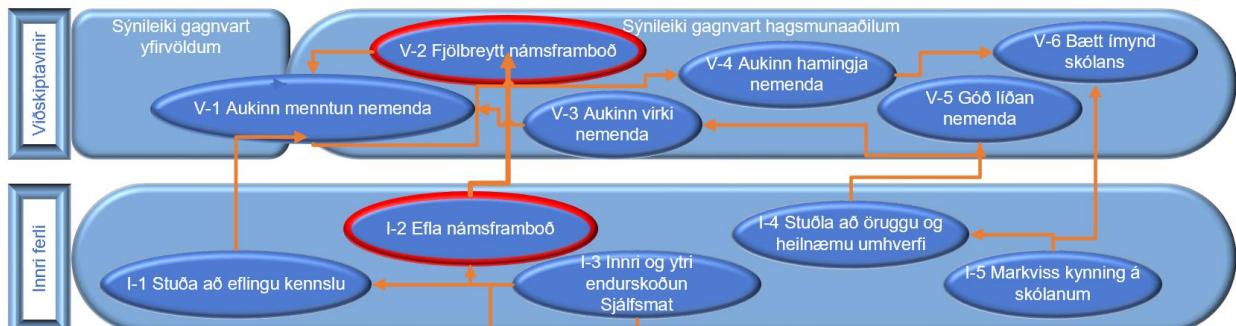 Viðskiptavinir
Sýnileiki gagnvart
yfirvöldum
Sýnileiki gagnvart hagsmunaaðilum
V-2 Fjölbreytt námsframboð
V-6 Bætt ímynd
skólans
V-4 Aukinn hamingja
nemenda
V-1 Aukinn menntun nemenda
V-3 Aukinn virki
nemenda
V-5 Góð líðan
nemenda
Innri ferli
I-2 Efla námsframboð
I-4 Stuðla að öruggu og
heilnæmu umhverfi
I-1 Stuða að eflingu kennslu
I-3 Innri og ytri
endurskoðun
Sjálfsmat
I-5 Markviss kynning á
skólanum